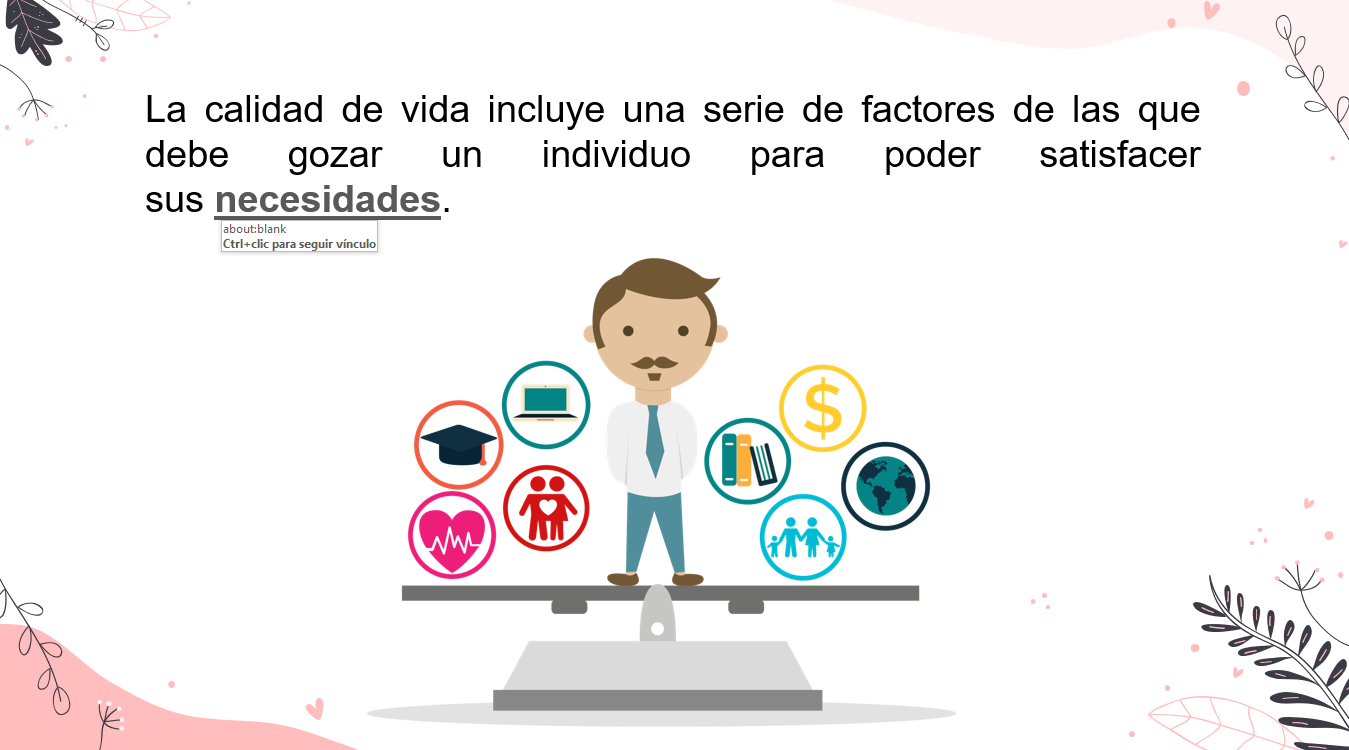 La calidad de vida incluye una serie de factores de las que
debe gozar un individuo para poder satisfacer
sus necesidades.
about:blank
Ctrl+clic para seguir vínculo
$